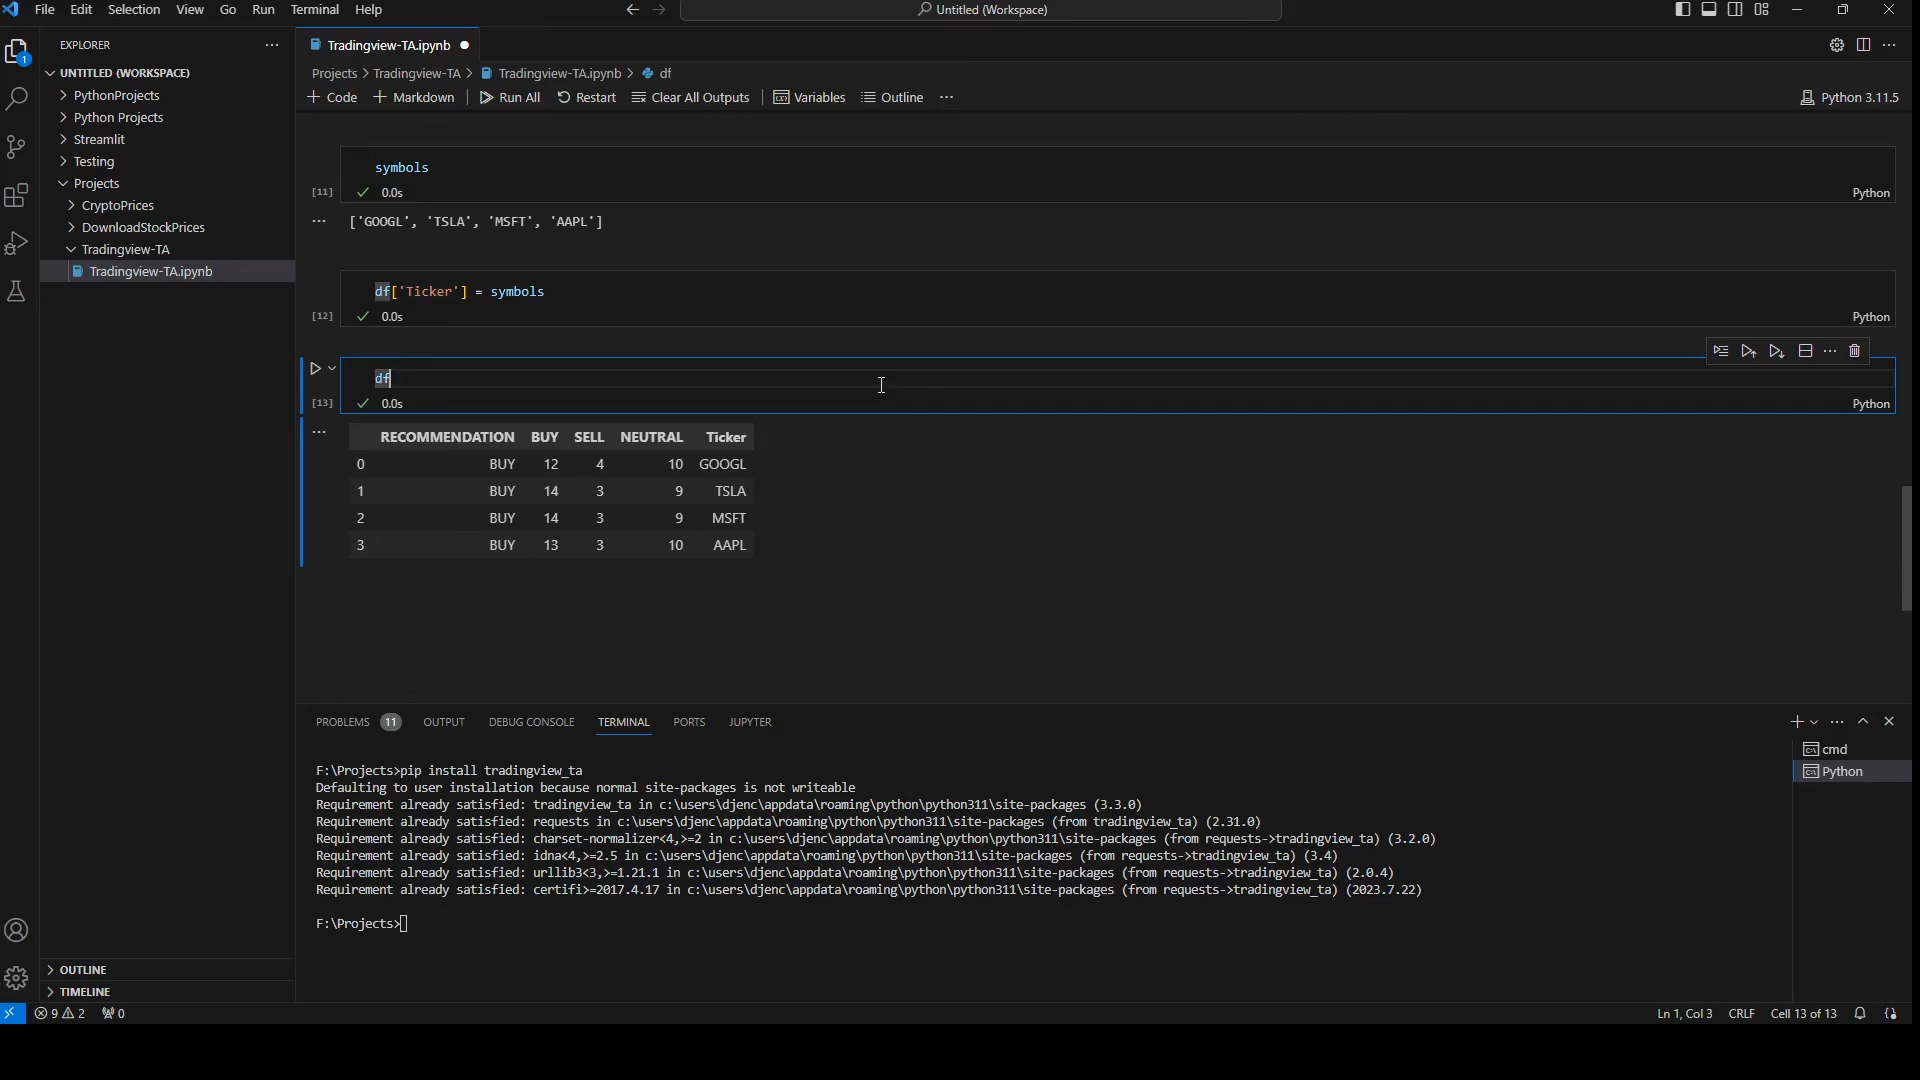 File Edit Selection View Go Run Terminal Help
Untitled (Workspace)
EXPLORER
UNTITLED (WORKSPACE)
PythonProjects
Python Projects
Streamlit
Testing
Projects
CryptoPrices
DownloadStockPrices
Tradingview-TA
Tradingview-TA.ipynb
OUTLINE
TIMELINE
1
Tradingview-TA.ipynb
Projects > Tradingview-TA > Tradingview-TA.ipynb > df
+ Code + Markdown Run All Restart Clear All Outputs Variables Outline ... Python 3.11.5
symbols
[11] 0.0s Python
['GOOGL', 'TSLA', 'MSFT', 'AAPL']
df['Ticker'] = symbols
[12] 0.0s Python
df
[13] 0.0s Python
RECOMMENDATION BUY SELL NEUTRAL Ticker
0 BUY 12 4 10 GOOGL
1 BUY 14 3 9 TSLA
2 BUY 14 3 9 MSFT
3 BUY 13 3 10 AAPL
PROBLEMS 11 OUTPUT DEBUG CONSOLE TERMINAL PORTS JUPYTER
cmd
Python
F:\Projects>pip install tradingview_ta
Defaulting to user installation because normal site-packages is not writeable
Requirement already satisfied: tradingview_ta in c:\users\djenc\appdata\roaming\python\python311\site-packages (3.3.0)
Requirement already satisfied: requests in c:\users\djenc\appdata\roaming\python\python311\site-packages (from tradingview_ta) (2.31.0)
Requirement already satisfied: charset-normalizer<4,>=2 in c:\users\djenc\appdata\roaming\python\python311\site-packages (from requests->tradingview_ta) (3.2.0)
Requirement already satisfied: idna<4,>=2.5 in c:\users\djenc\appdata\roaming\python\python311\site-packages (from requests->tradingview_ta) (3.4)
Requirement already satisfied: urllib3<3,>=1.21.1 in c:\users\djenc\appdata\roaming\python\python311\site-packages (from requests->tradingview_ta) (2.0.4)
Requirement already satisfied: certifi>=2017.4.17 in c:\users\djenc\appdata\roaming\python\python311\site-packages (from requests->tradingview_ta) (2023.7.22)
F:\Projects>
9 2 0 Ln 1, Col 3 CRLF Cell 13 of 13